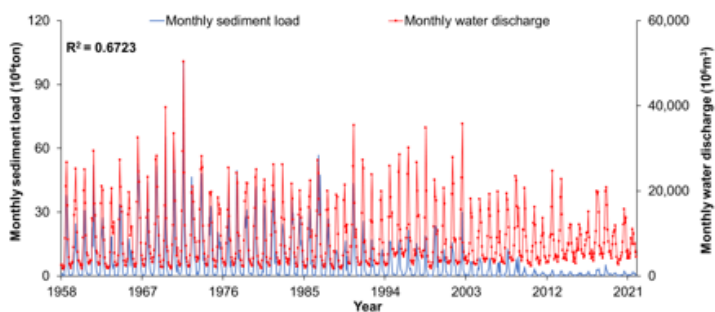 Monthly sediment load
Monthly water discharge
R² = 0.6723
Monthly sediment load (10⁶ton)
120
90
60
30
0
60,000
40,000
20,000
0
Monthly water discharge (10⁶m³)
1958 1967 1976 1985 1994 2003 2012 2021
Year